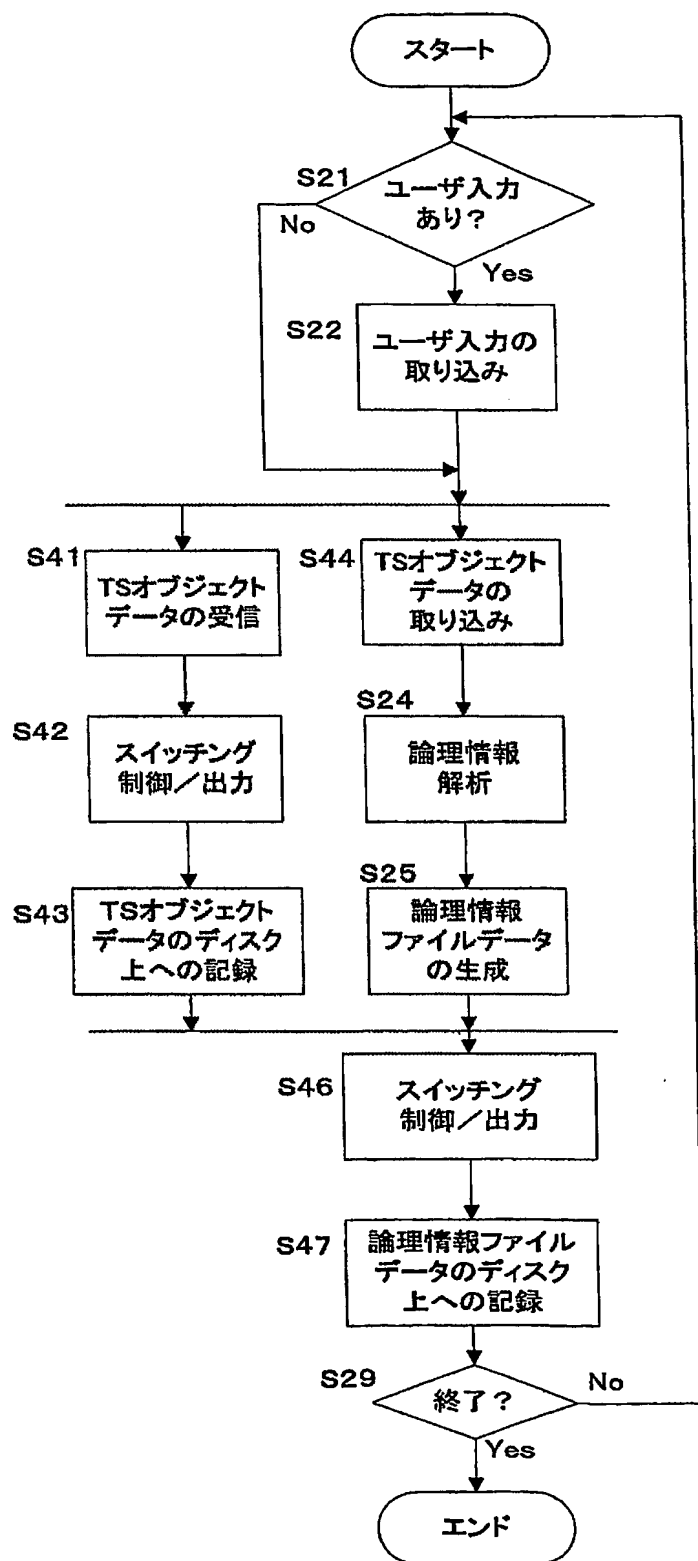 スタート
S21
ユーザ入力
あり？
No
Yes
S22
ユーザ入力の
取り込み
S41
TSオブジェクト
データの受信
S44
TSオブジェクト
データの
取り込み
S42
スイッチング
制御／出力
S24
論理情報
解析
S43
TSオブジェクト
データのディスク
上への記録
S25
論理情報
ファイルデータ
の生成
S46
スイッチング
制御／出力
S47
論理情報ファイル
データのディスク
上への記録
S29
終了？
No
Yes
エンド